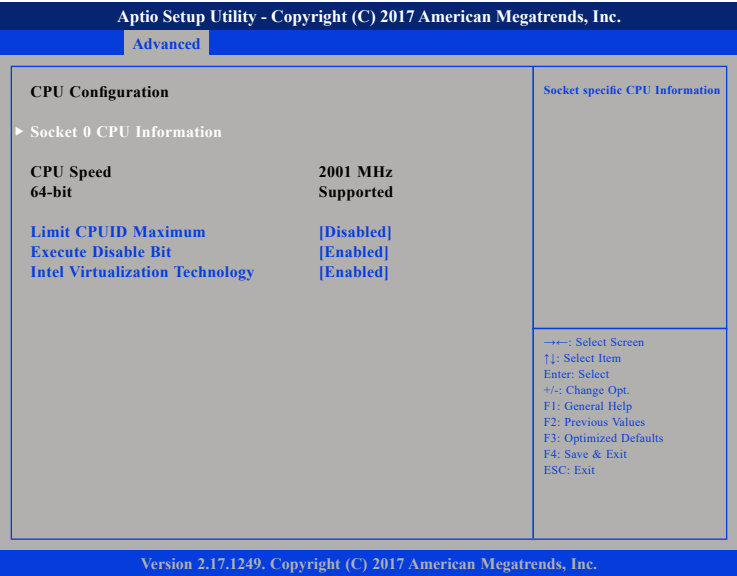 Aptio Setup Utility - Copyright (C) 2017 American Megatrends, Inc.
Advanced
CPU Configuration
Socket 0 CPU Information
CPU Speed 2001 MHz
64-bit Supported
Limit CPUID Maximum [Disabled]
Execute Disable Bit [Enabled]
Intel Virtualization Technology [Enabled]
Socket specific CPU Information
→←: Select Screen
↑↓: Select Item
Enter: Select
+/-: Change Opt.
F1: General Help
F2: Previous Values
F3: Optimized Defaults
F4: Save & Exit
ESC: Exit
Version 2.17.1249. Copyright (C) 2017 American Megatrends, Inc.